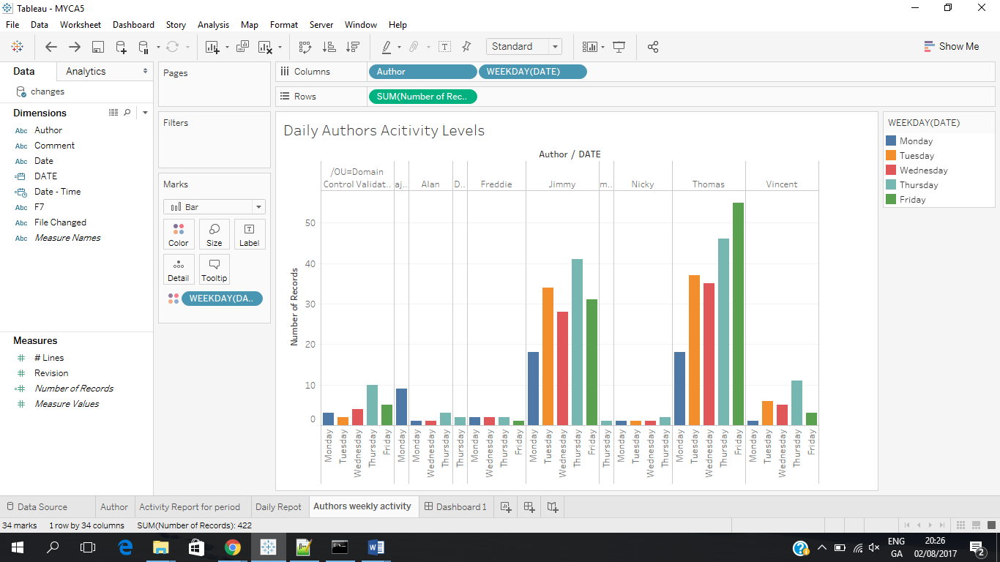 Tableau - MYCA5
File Data Worksheet Dashboard Story Analysis Map Format Server Window Help
Standard
Show Me
Data Analytics
changes
Dimensions
Abc Author
Abc Comment
Abc Date
DATE
Date - Time
Abc F7
Abc File Changed
Abc Measure Names
Measures
# # Lines
# Revision
=# Number of Records
# Measure Values
Pages
Filters
Marks
Bar
Color Size Label
Detail Tooltip
WEEKDAY(DA..
Columns Author WEEKDAY(DATE)
Rows SUM(Number of Rec..
Daily Authors Acitivity Levels
Author / DATE
/OU=Domain
Control Validat.. aj.. Alan D.. Freddie Jimmy m.. Nicky Thomas Vincent
Number of Records
50
40
30
20
10
0
Monday Tuesday Wednesday Thursday Friday Monday Monday Wednesday Thursday Thursday Monday Wednesday Thursday Friday Monday Tuesday Wednesday Thursday Friday Thursday Monday Tuesday Wednesday Thursday Monday Tuesday Wednesday Thursday Friday Monday Tuesday Wednesday Thursday Friday
WEEKDAY(DATE)
Monday
Tuesday
Wednesday
Thursday
Friday
Data Source Author Activity Report for period Daily Repot Authors weekly activity Dashboard 1
34 marks 1 row by 34 columns SUM(Number of Records): 422
ENG 20:26
GA 02/08/2017
2